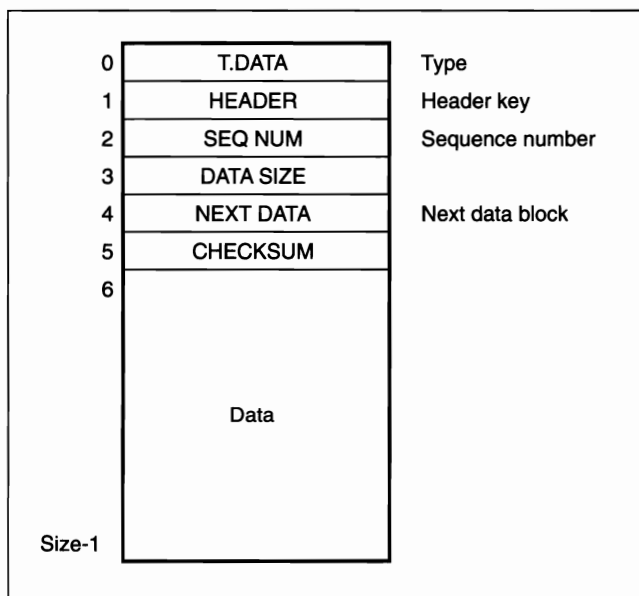 0 T.DATA Type
1 HEADER Header key
2 SEQ NUM Sequence number
3 DATA SIZE
4 NEXT DATA Next data block
5 CHECKSUM
6
Data
Size-1